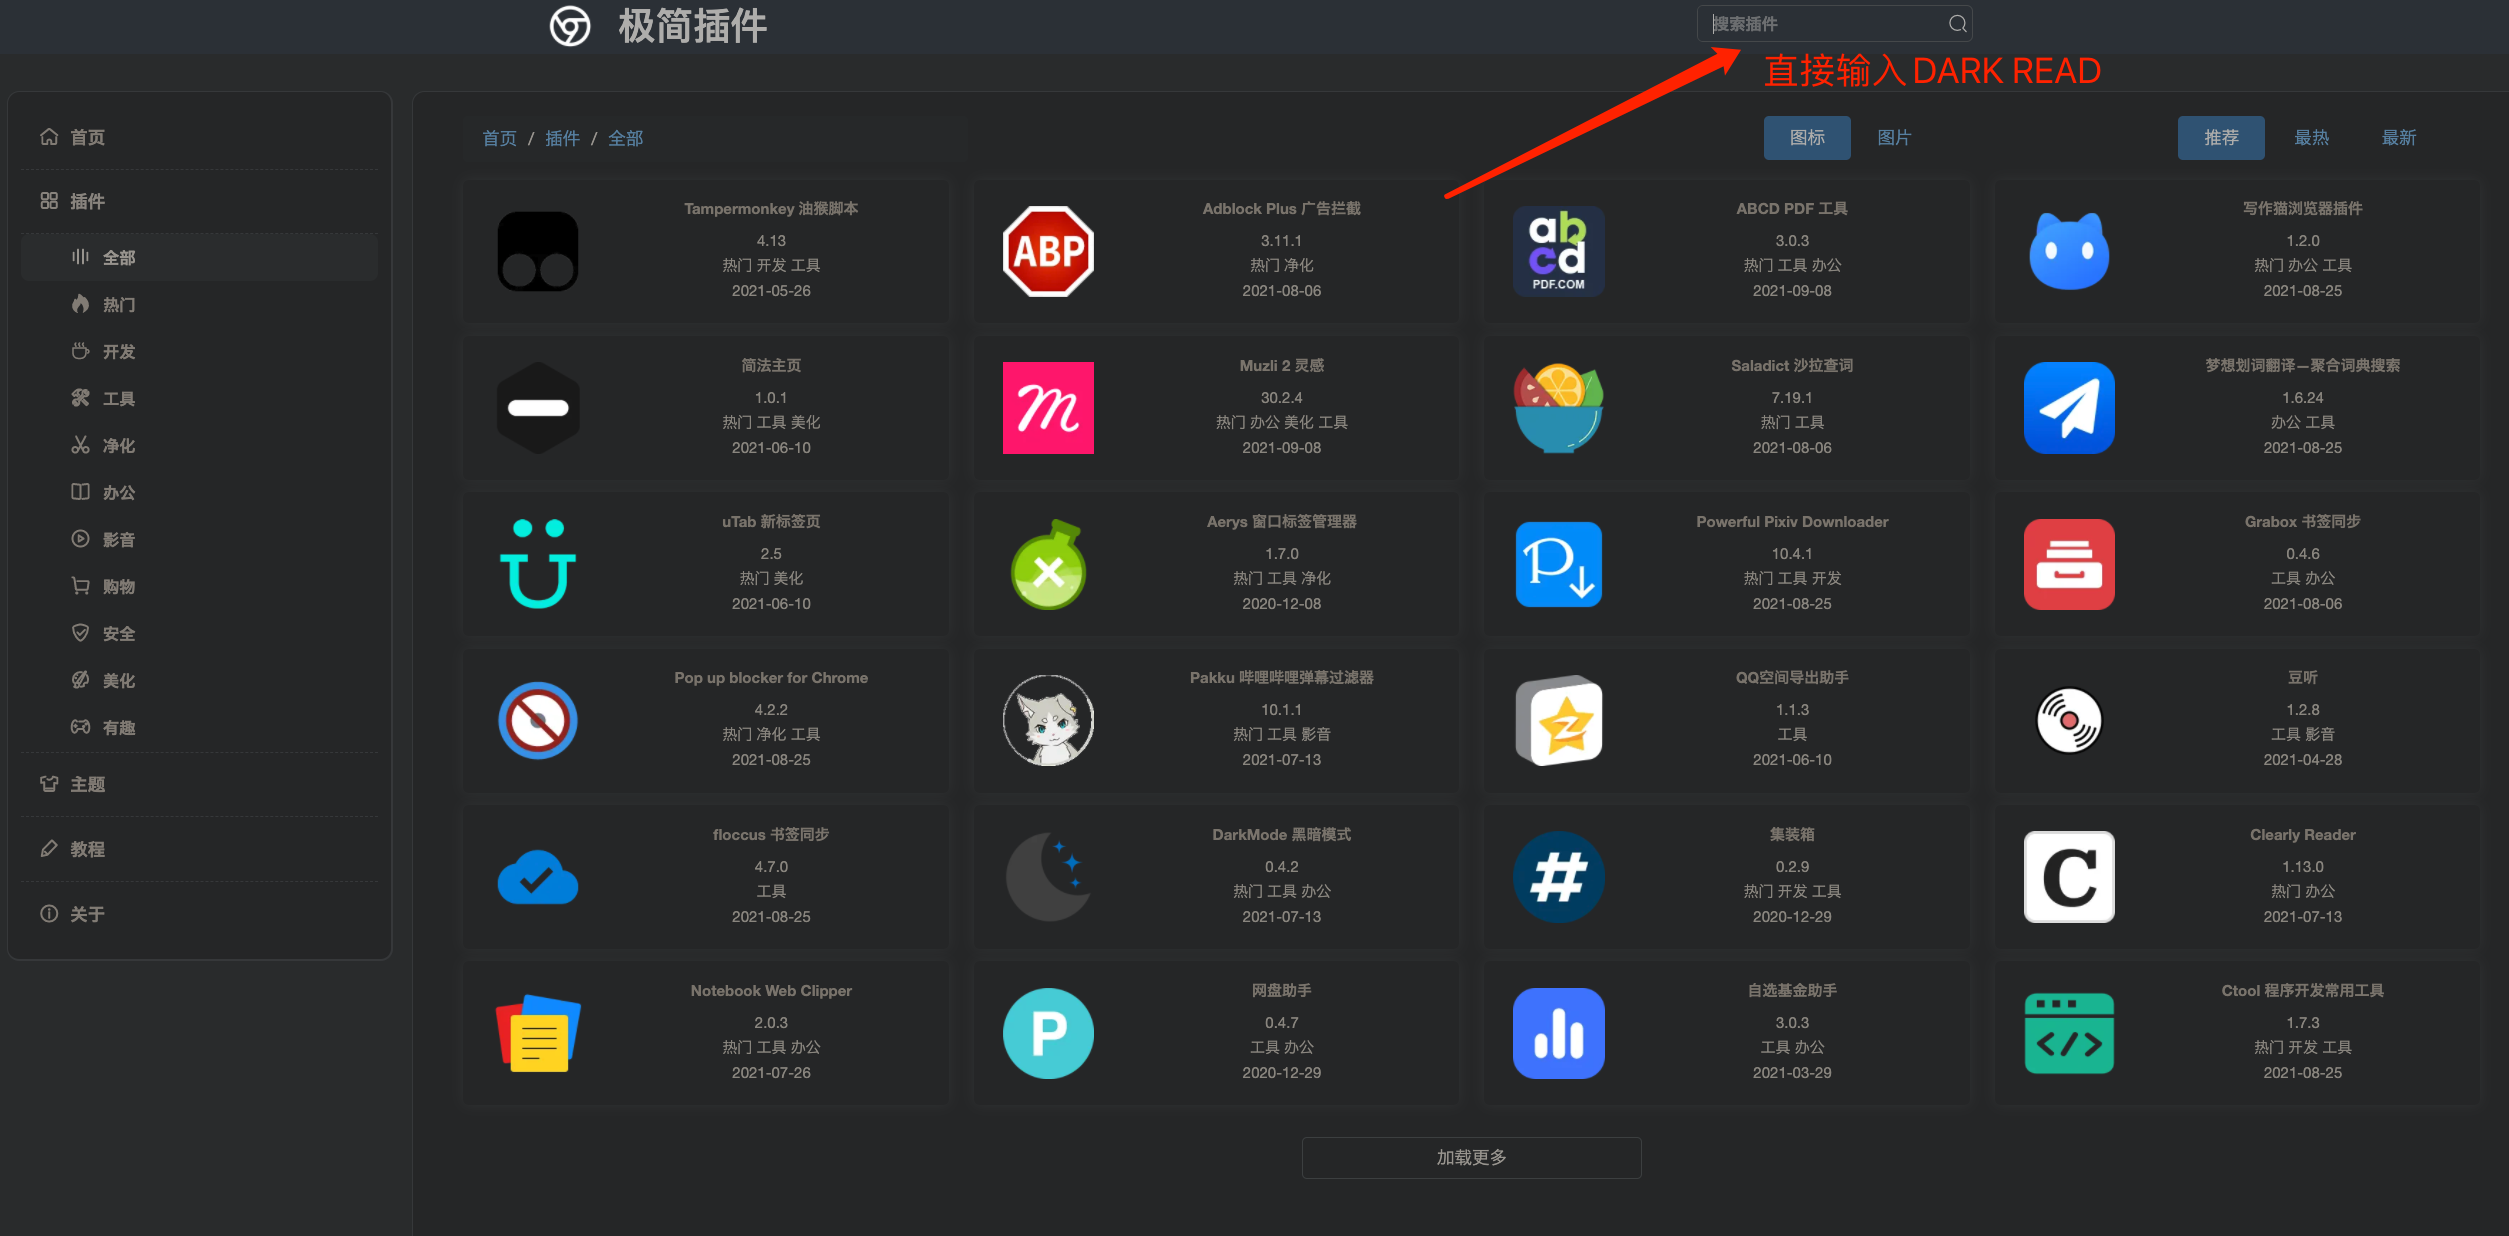 极简插件
搜索插件
直接输入DARK READ
首页
插件
全部
热门
开发
工具
净化
办公
影音
购物
安全
美化
有趣
主题
教程
关于
首页 / 插件 / 全部
图标 图片
推荐 最热 最新
Tampermonkey 油猴脚本
4.13
热门 开发 工具
2021-05-26
ABP
Adblock Plus 广告拦截
3.11.1
热门 净化
2021-08-06
abcd
PDF.COM
ABCD PDF 工具
3.0.3
热门 工具 办公
2021-09-08
写作猫浏览器插件
1.2.0
热门 办公 工具
2021-08-25
简法主页
1.0.1
热门 工具 美化
2021-06-10
m
Muzli 2 灵感
30.2.4
热门 办公 美化 工具
2021-09-08
Saladict 沙拉查词
7.19.1
热门 工具
2021-08-06
梦想划词翻译—聚合词典搜索
1.6.24
办公 工具
2021-08-25
uTab 新标签页
2.5
热门 美化
2021-06-10
Aerys 窗口标签管理器
1.7.0
热门 工具 净化
2020-12-08
P
Powerful Pixiv Downloader
10.4.1
热门 工具 开发
2021-08-25
Grabox 书签同步
0.4.6
工具 办公
2021-08-06
Pop up blocker for Chrome
4.2.2
热门 净化 工具
2021-08-25
Pakku 哔哩哔哩弹幕过滤器
10.1.1
热门 工具 影音
2021-07-13
QQ空间导出助手
1.1.3
工具
2021-06-10
豆听
1.2.8
工具 影音
2021-04-28
floccus 书签同步
4.7.0
工具
2021-08-25
DarkMode 黑暗模式
0.4.2
热门 工具 办公
2021-07-13
#
集装箱
0.2.9
热门 开发 工具
2020-12-29
C
Clearly Reader
1.13.0
热门 办公
2021-07-13
Notebook Web Clipper
2.0.3
热门 工具 办公
2021-07-26
P
网盘助手
0.4.7
工具 办公
2020-12-29
自选基金助手
3.0.3
工具 办公
2021-03-29
</>
Ctool 程序开发常用工具
1.7.3
热门 开发 工具
2021-08-25
加载更多